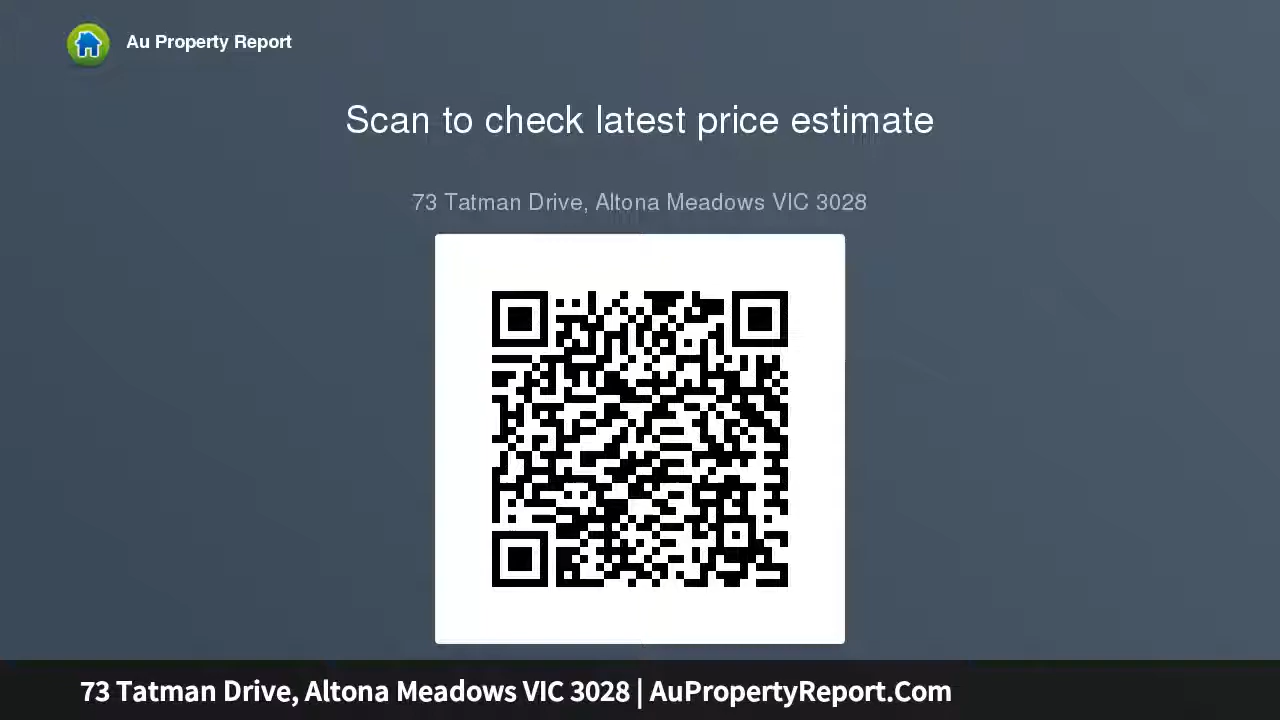 Au Property Report
Scan to check latest price estimate
73 Tatman Drive, Altona Meadows VIC 3028
73 Tatman Drive, Altona Meadows VIC 3028 | AuPropertyReport.Com